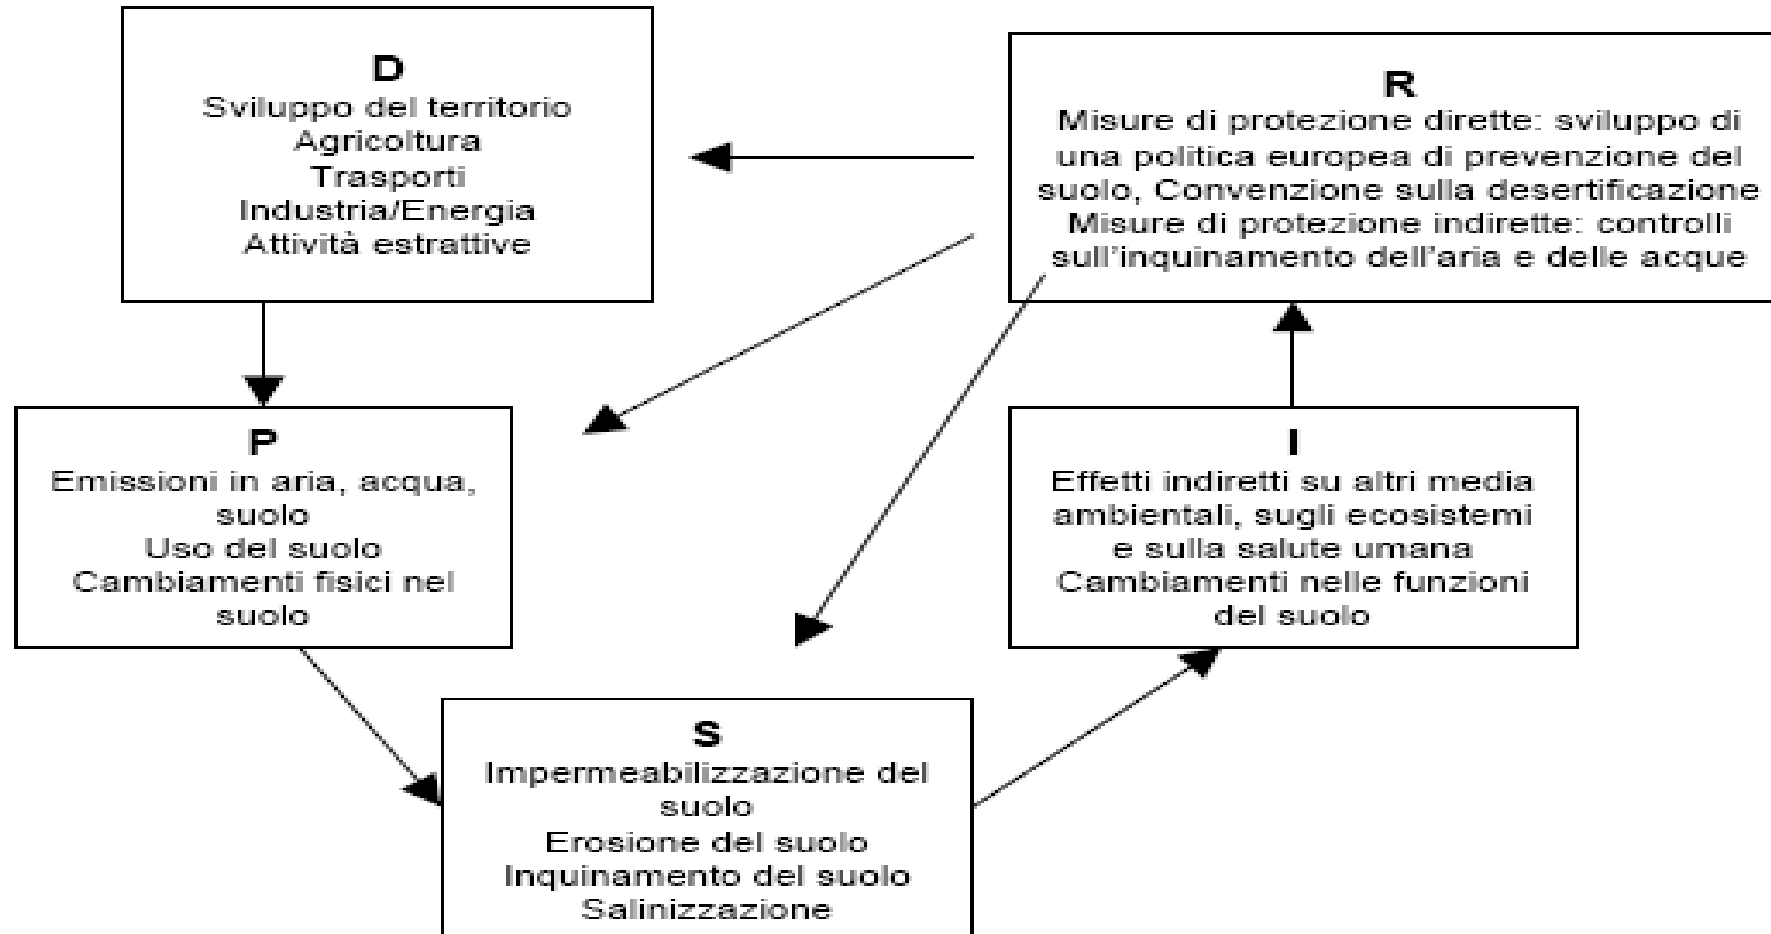 D
Sviluppo del territorio
Agricoltura
Trasporti
Industria/Energia
Attività estrattive
R
Misure di protezione dirette: sviluppo di
una politica europea di prevenzione del
suolo, Convenzione sulla desertificazione
Misure di protezione indirette: controlli
sull'inquinamento dell'aria e delle acque
P
Emissioni in aria, acqua,
suolo
Uso del suolo
Cambiamenti fisici nel
suolo
I
Effetti indiretti su altri media
ambientali, sugli ecosistemi
e sulla salute umana
Cambiamenti nelle funzioni
del suolo
S
Impermeabilizzazione del
suolo
Erosione del suolo
Inquinamento del suolo
Salinizzazione